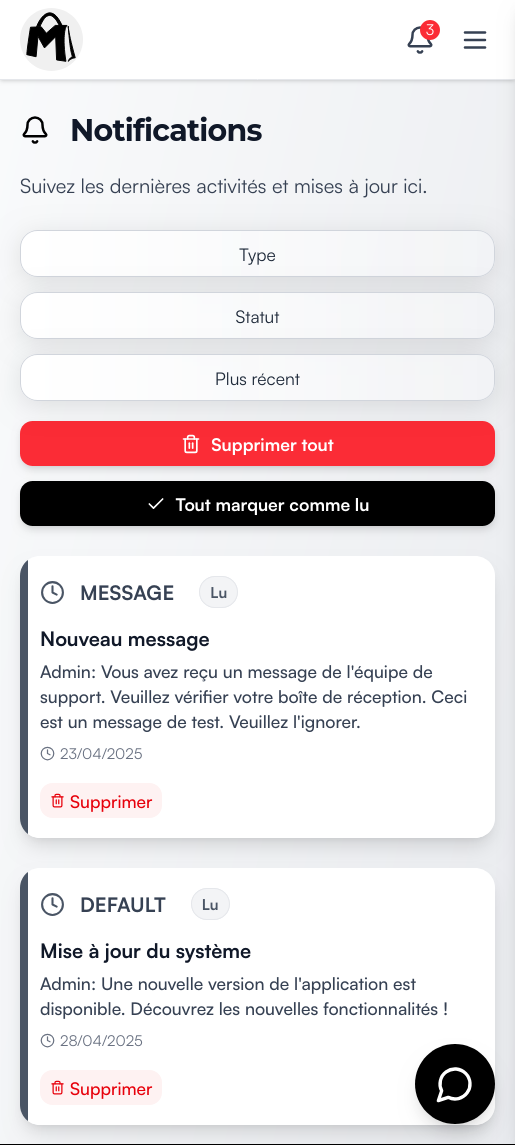 M
3
Notifications
Suivez les dernières activités et mises à jour ici.
Type
Statut
Plus récent
Supprimer tout
Tout marquer comme lu
MESSAGE Lu
Nouveau message
Admin: Vous avez reçu un message de l'équipe de
support. Veuillez vérifier votre boîte de réception. Ceci
est un message de test. Veuillez l'ignorer.
23/04/2025
Supprimer
DEFAULT Lu
Mise à jour du système
Admin: Une nouvelle version de l'application est
disponible. Découvrez les nouvelles fonctionnalités !
28/04/2025
Supprimer